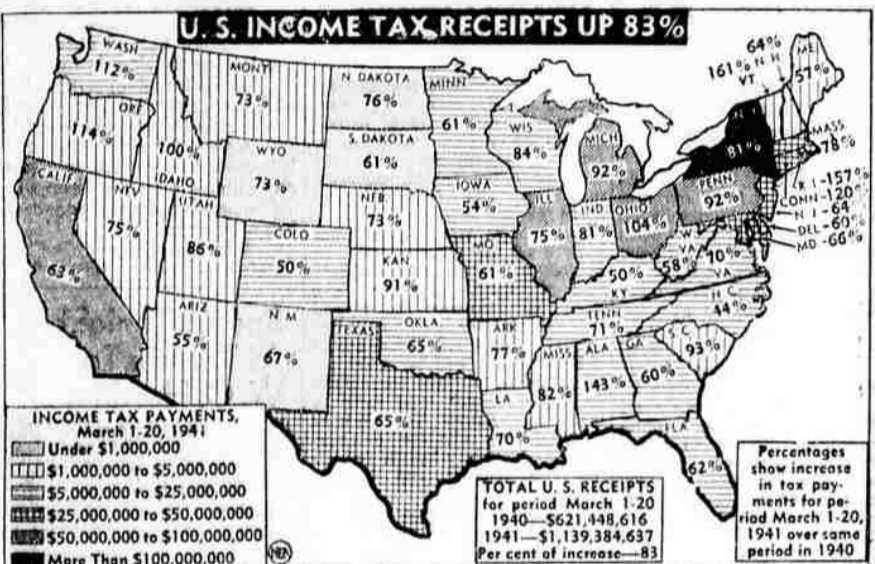 U. S. INCOME TAX RECEIPTS UP 83%
WASH
112%
ORE
114%
CALIF
63%
NEV
75%
IDAHO
100%
MONT
73%
WYO
73%
UTAH
86%
ARIZ
55%
COLO
50%
N M
67%
N. DAKOTA
76%
S. DAKOTA
61%
NEB
73%
KAN
91%
OKLA
65%
TEXAS
65%
MINN
61%
IOWA
54%
MO
61%
ARK
77%
LA
70%
WIS
84%
ILL
75%
MICH
92%
IND
81%
OHIO
104%
KY
50%
TENN
71%
MISS
82%
ALA
143%
GA
60%
FLA
62%
S C
93%
N C
44%
VA
70%
W VA
58%
PENN
92%
81%
161% VT
64% N H
ME
57%
MASS
78%
R I -157%
CONN-120%
N J -64
DEL -60%
MD -66%
INCOME TAX PAYMENTS,
March 1-20, 1941
Under $1,000,000
$1,000,000 to $5,000,000
$5,000,000 to $25,000,000
$25,000,000 to $50,000,000
$50,000,000 to $100,000,000
More Than $100,000,000
NEA
TOTAL U. S. RECEIPTS
for period March 1-20
1940—$621,448,616
1941—$1,139,384,637
Per cent of increase—83
Percentages
show increase
in tax pay-
ments for pe-
riod March 1-20,
1941 over same
period in 1940